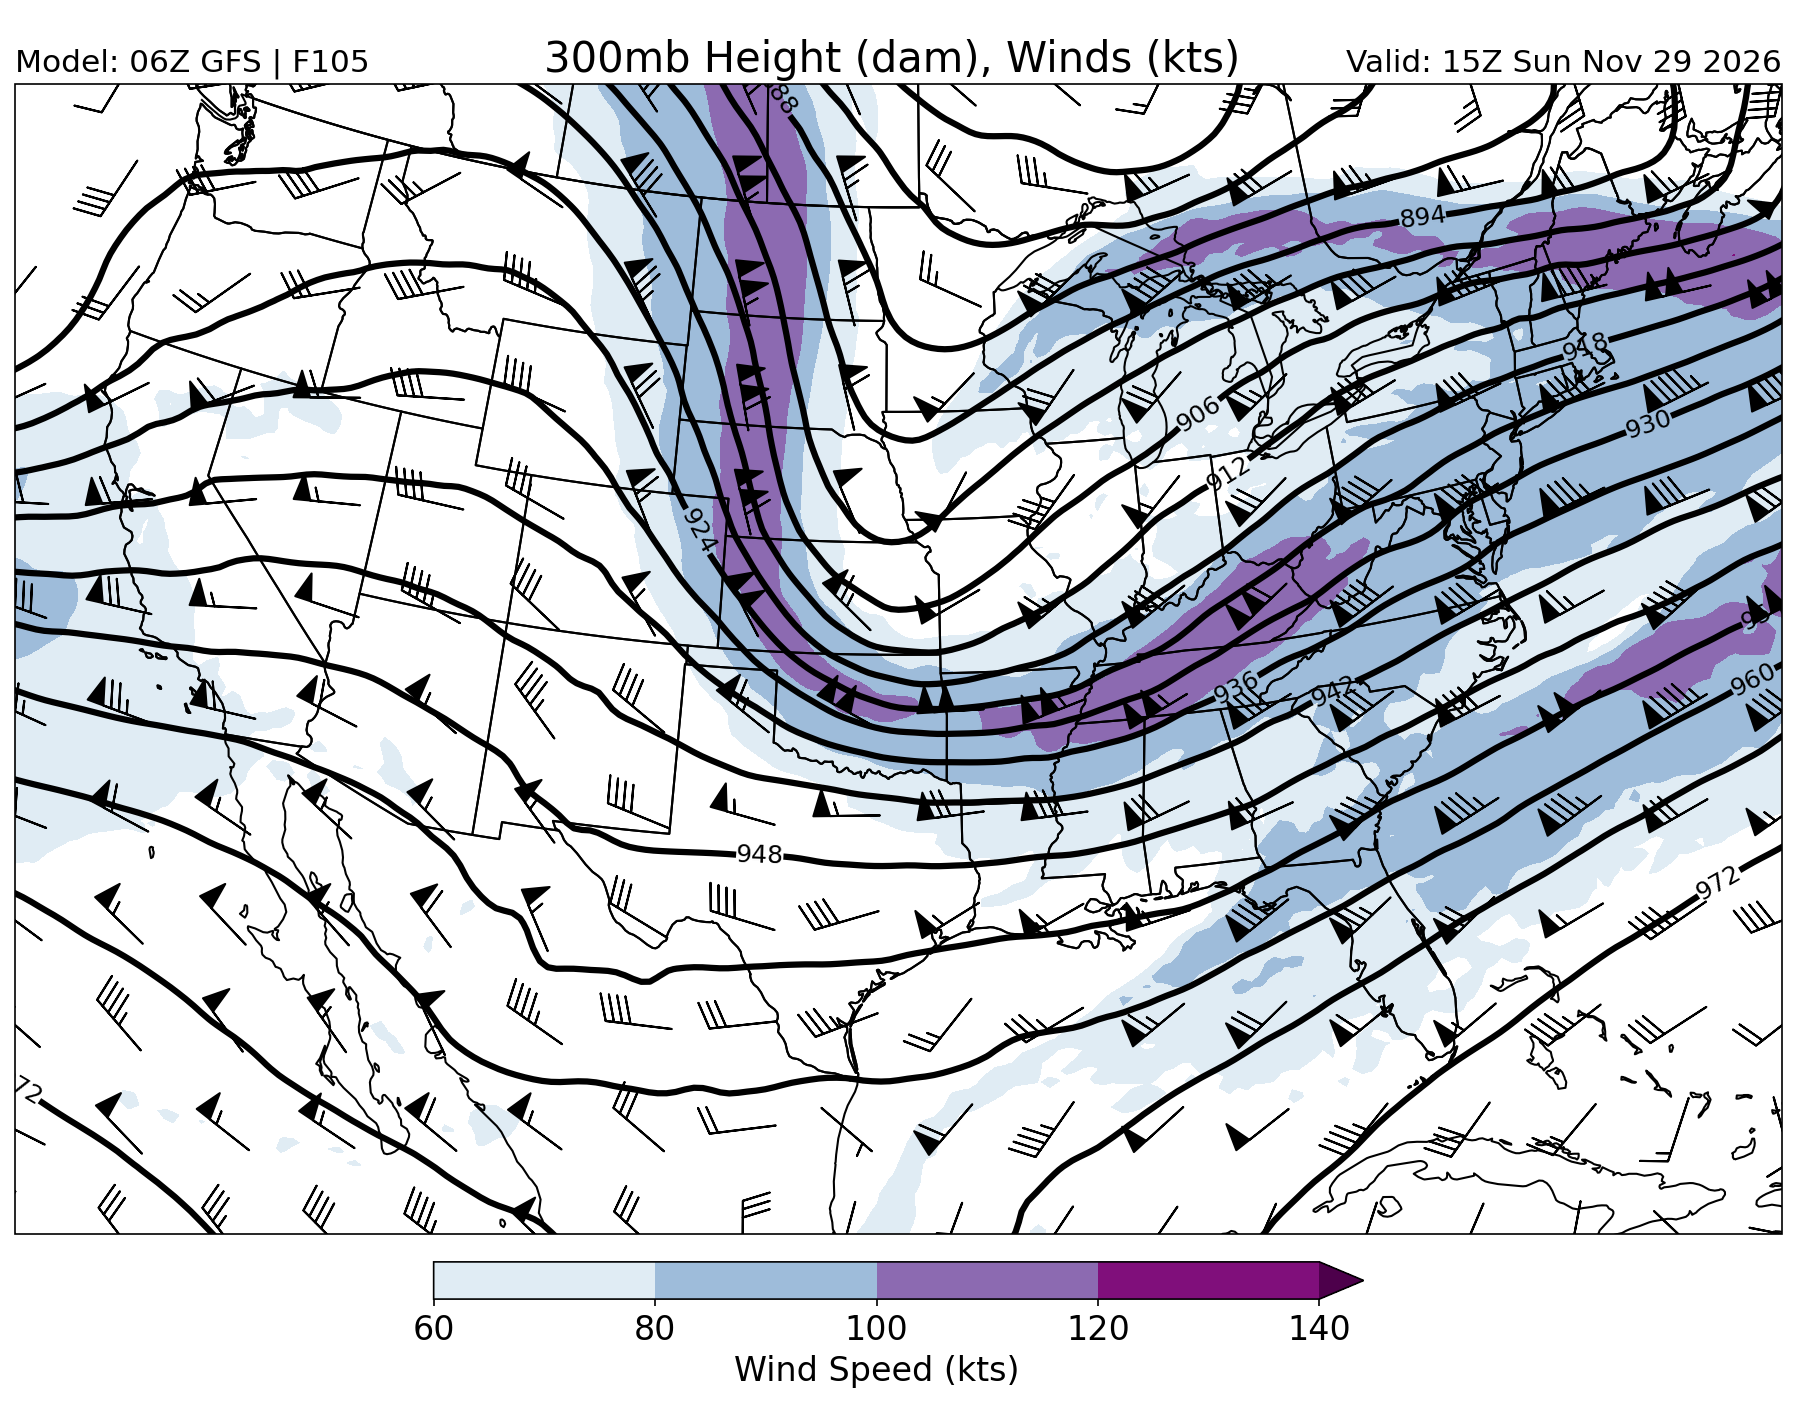 300mb Height (dam), Winds (kts)
Model: 06Z GFS | F105
Valid: 15Z Sun Nov 29 2026
894
918
906
930
912
924
936
942
960
948
972
60 80 100 120 140
Wind Speed (kts)